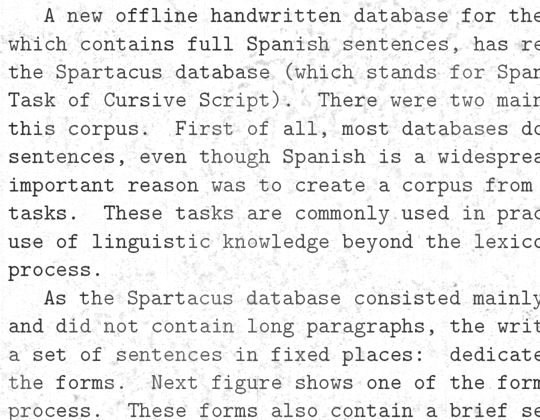 A new offline handwritten database for the
which contains full Spanish sentences, has re
the Spartacus database (which stands for Span
Task of Cursive Script). There were two main
this corpus. First of all, most databases do
sentences, even though Spanish is a widesprea
important reason was to create a corpus from
tasks. These tasks are commonly used in prac
use of linguistic knowledge beyond the lexico
process.
As the Spartacus database consisted mainly
and did not contain long paragraphs, the writ
a set of sentences in fixed places: dedicate
the forms. Next figure shows one of the form
process. These forms also contain a brief se